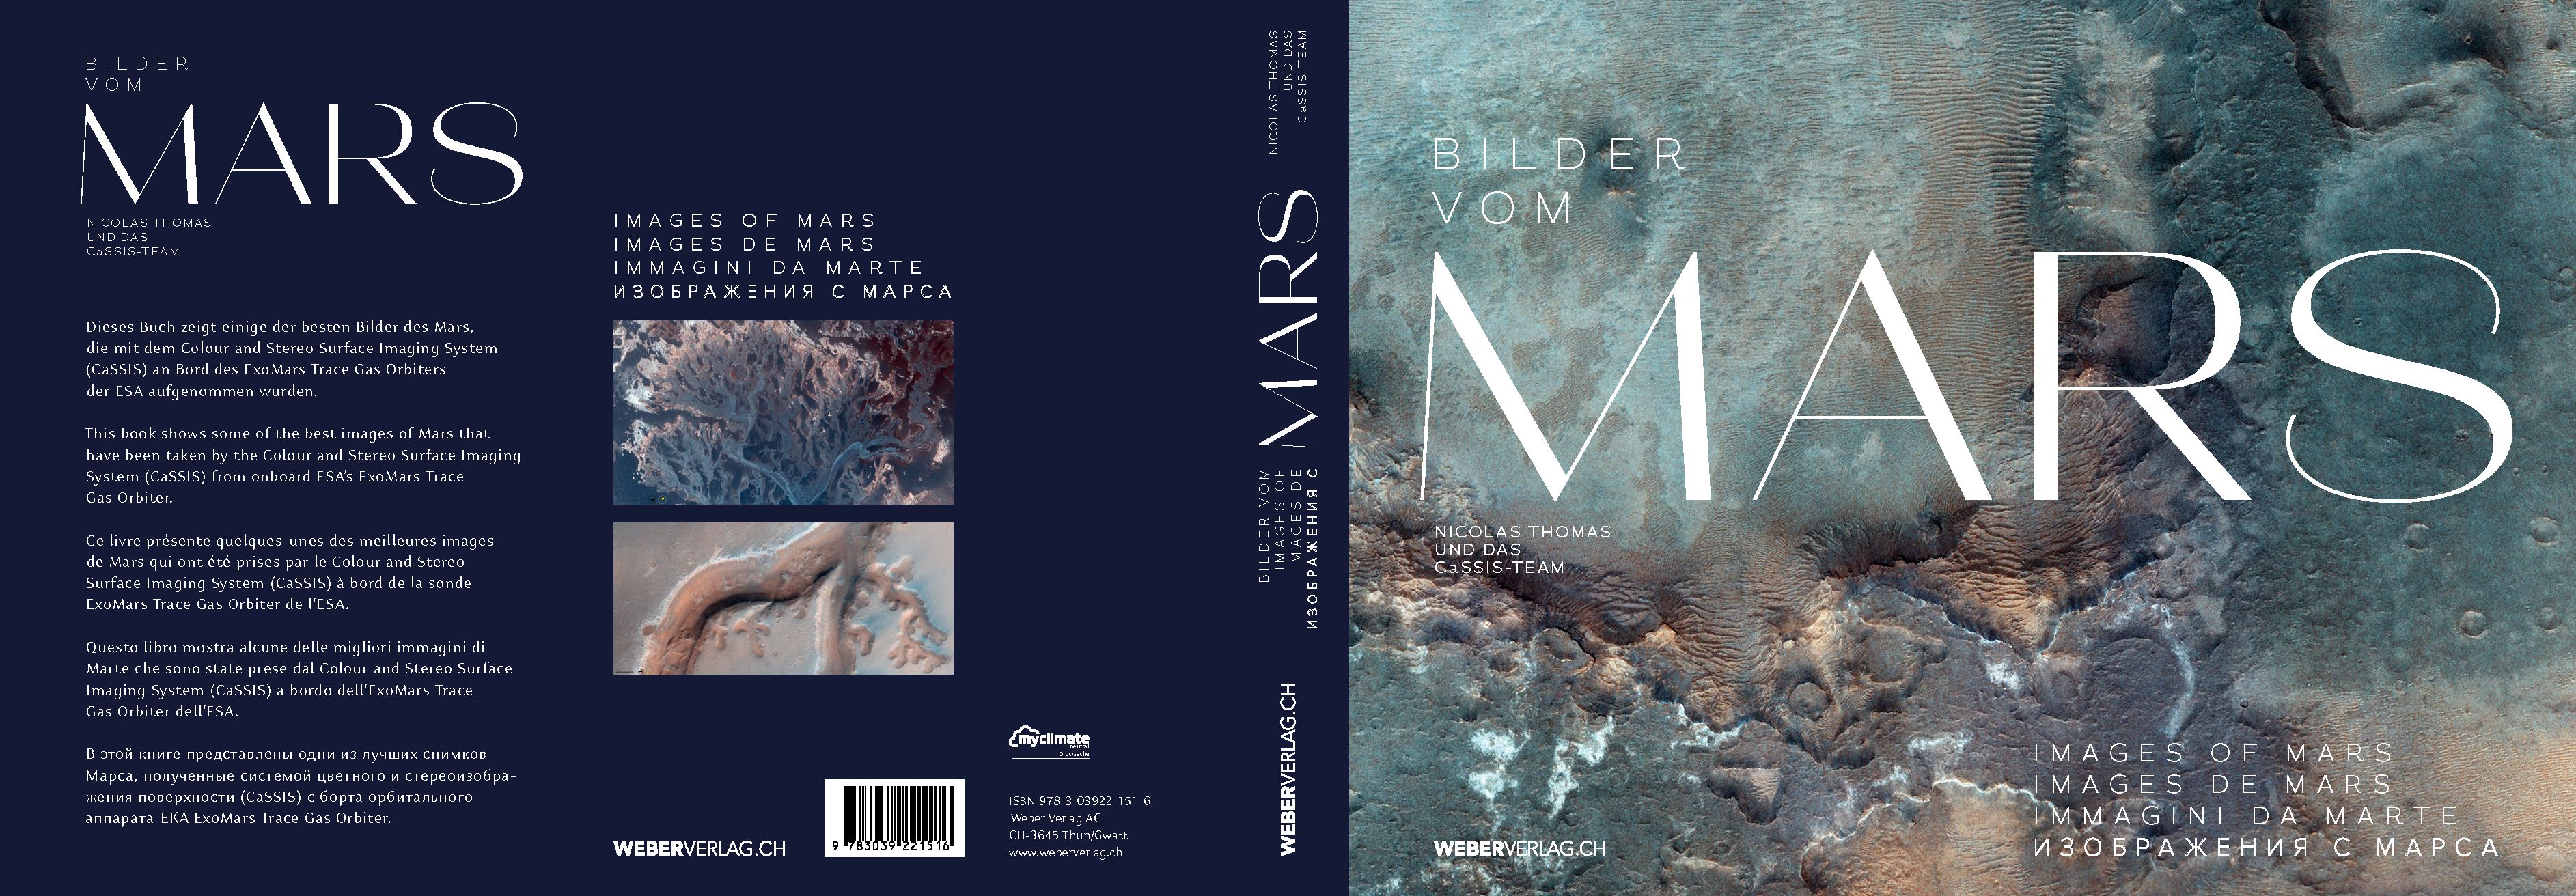 BILDER
VOM
MARS
NICOLAS THOMAS
UND DAS
CaSSIS-TEAM
Dieses Buch zeigt einige der besten Bilder des Mars,
die mit dem Colour and Stereo Surface Imaging System
(CaSSIS) an Bord des ExoMars Trace Gas Orbiters
der ESA aufgenommen wurden.
This book shows some of the best images of Mars that
have been taken by the Colour and Stereo Surface Imaging
System (CaSSIS) from onboard ESA’s ExoMars Trace
Gas Orbiter.
Ce livre présente quelques-unes des meilleures images
de Mars qui ont été prises par le Colour and Stereo
Surface Imaging System (CaSSIS) à bord de la sonde
ExoMars Trace Gas Orbiter de l‘ESA.
Questo libro mostra alcune delle migliori immagini di
Marte che sono state prese dal Colour and Stereo Surface
Imaging System (CaSSIS) a bordo dell‘ExoMars Trace
Gas Orbiter dell‘ESA.
В этой книге представлены одни из лучших снимков
Марса, полученные системой цветного и стереоизобра-
жения поверхности (CaSSIS) с борта орбитального
аппарата ЕКА ExoMars Trace Gas Orbiter.
IMAGES OF MARS
IMAGES DE MARS
IMMAGINI DA MARTE
ИЗОБРАЖЕНИЯ С МАРСА
WEBERVERLAG.CH
9 783039 221516
myclimate
neutral
Drucksache
ISBN 978-3-03922-151-6
Weber Verlag AG
CH-3645 Thun/Gwatt
www.weberverlag.ch
NICOLAS THOMAS
UND DAS
CaSSIS-TEAM
MARS
BILDER VOM
IMAGES OF
IMAGES DE
ИЗОБРАЖЕНИЯ С
WEBERVERLAG.CH
BILDER
VOM
MARS
NICOLAS THOMAS
UND DAS
CaSSIS-TEAM
IMAGES OF MARS
IMAGES DE MARS
IMMAGINI DA MARTE
ИЗОБРАЖЕНИЯ С МАРСА
WEBERVERLAG.CH